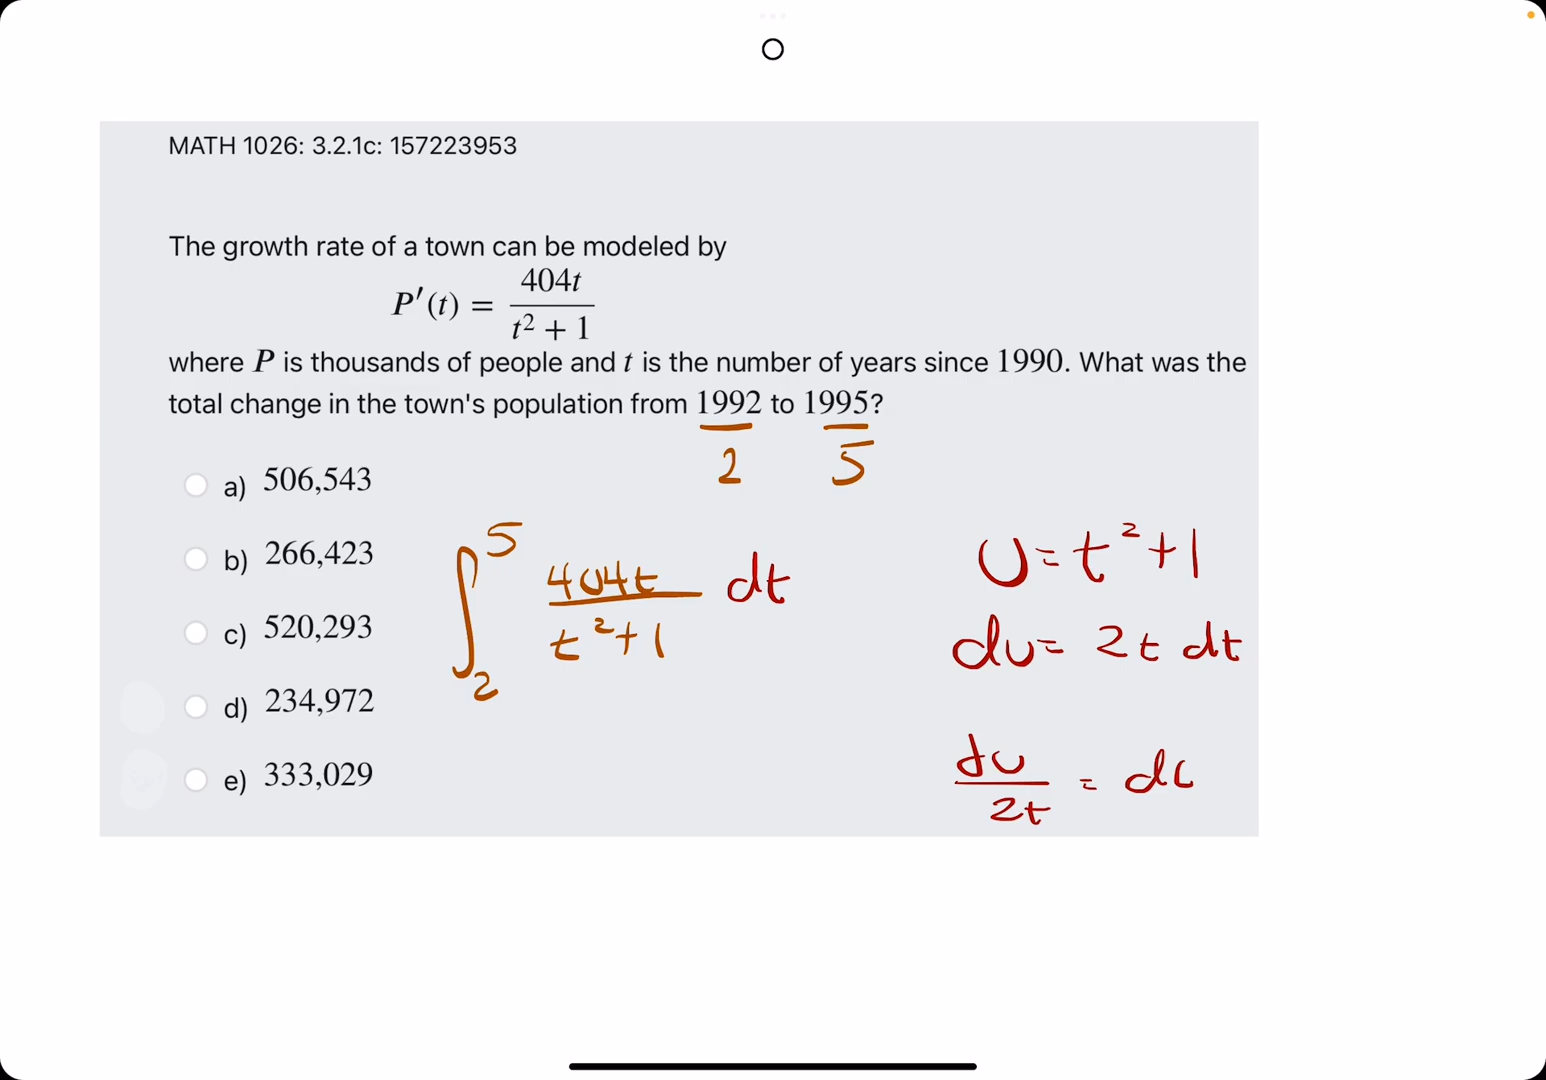 MATH 1026: 3.2.1c: 157223953
The growth rate of a town can be modeled by
P′(t) = 404t / t² + 1
where P is thousands of people and t is the number of years since 1990. What was the
total change in the town's population from 1992 to 1995?
2 5
a) 506,543
b) 266,423
c) 520,293
d) 234,972
e) 333,029
∫₂⁵ 404t / t²+1 dt
U=t²+1
du= 2t dt
du / 2t = dt